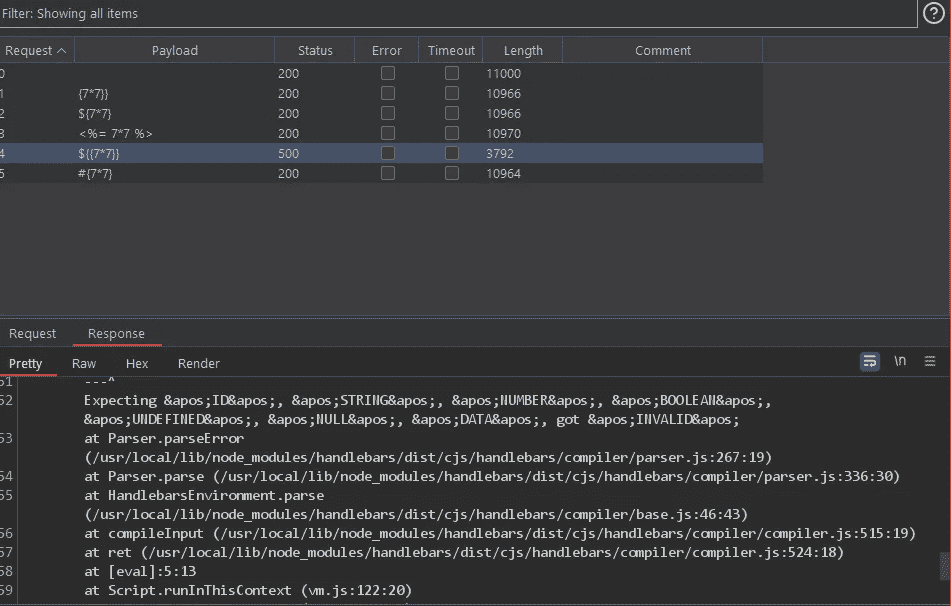 Filter: Showing all items
?
Request Payload Status Error Timeout Length Comment
0 200 11000
1 {7*7}} 200 10966
2 ${7*7} 200 10966
3 <%= 7*7 %> 200 10970
4 ${{7*7}} 500 3792
5 #{7*7} 200 10964
Request Response
Pretty Raw Hex Render \n
51 ---^
52 Expecting &apos;ID&apos;, &apos;STRING&apos;, &apos;NUMBER&apos;, &apos;BOOLEAN&apos;,
&apos;UNDEFINED&apos;, &apos;NULL&apos;, &apos;DATA&apos;, got &apos;INVALID&apos;
53 at Parser.parseError
(/usr/local/lib/node_modules/handlebars/dist/cjs/handlebars/compiler/parser.js:267:19)
54 at Parser.parse (/usr/local/lib/node_modules/handlebars/dist/cjs/handlebars/compiler/parser.js:336:30)
55 at HandlebarsEnvironment.parse
(/usr/local/lib/node_modules/handlebars/dist/cjs/handlebars/compiler/base.js:46:43)
56 at compileInput (/usr/local/lib/node_modules/handlebars/dist/cjs/handlebars/compiler/compiler.js:515:19)
57 at ret (/usr/local/lib/node_modules/handlebars/dist/cjs/handlebars/compiler/compiler.js:524:18)
58 at [eval]:5:13
59 at Script.runInThisContext (vm.js:122:20)